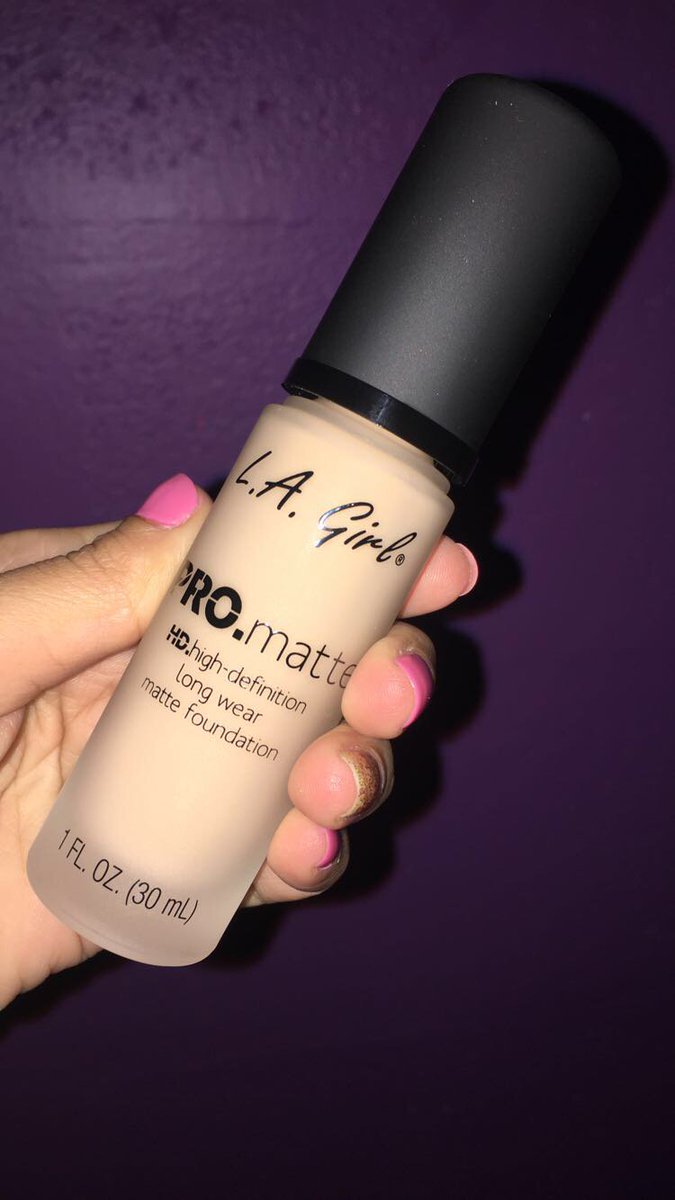 L.A. Girl®
PRO.matte
HD.high-definition
long wear
matte foundation
1 FL. OZ. (30 mL)